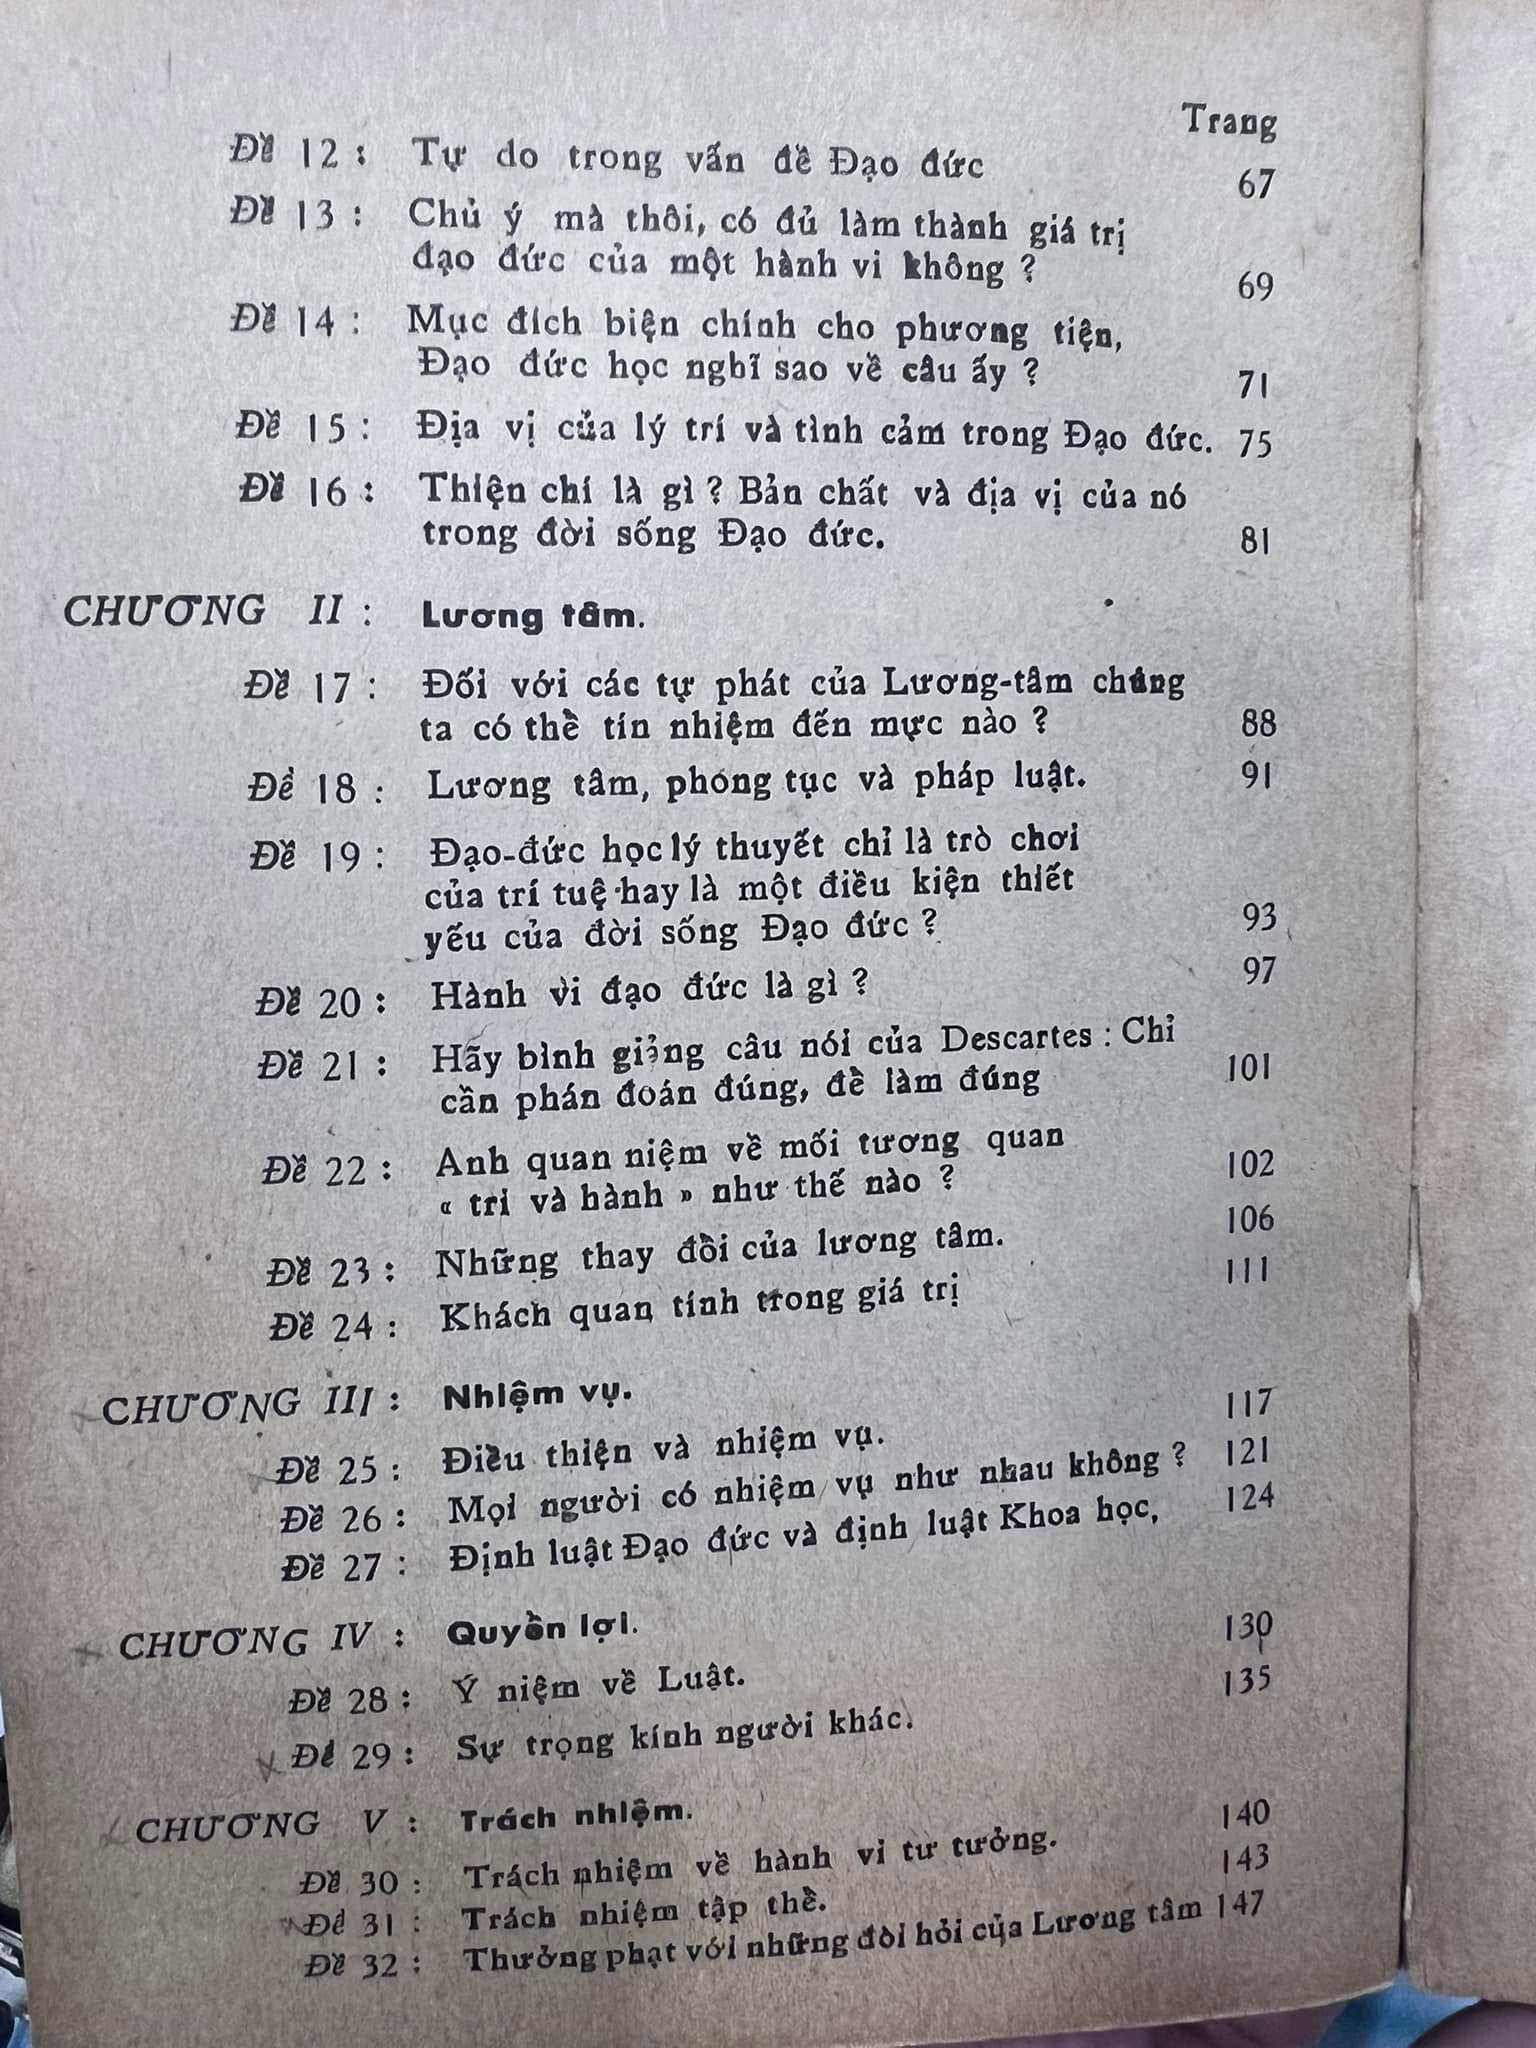 Trang
Đề 12 : Tự do trong vấn đề Đạo đức 67
Đề 13 : Chủ ý mà thôi, có đủ làm thành giá trị
đạo đức của một hành vi không ? 69
Đề 14 : Mục đích biện chính cho phương tiện,
Đạo đức học nghĩ sao về câu ấy ? 71
Đề 15 : Địa vị của lý trí và tình cảm trong Đạo đức. 75
Đề 16 : Thiện chí là gì ? Bản chất và địa vị của nó
trong đời sống Đạo đức. 81
CHƯƠNG II : Lương tâm.
Đề 17 : Đối với các tự phát của Lương-tâm chúng
ta có thể tín nhiệm đến mực nào ? 88
Đề 18 : Lương tâm, phong tục và pháp luật. 91
Đề 19 : Đạo-đức học lý thuyết chỉ là trò chơi
của trí tuệ hay là một điều kiện thiết
yếu của đời sống Đạo đức ? 93
Đề 20 : Hành vi đạo đức là gì ? 97
Đề 21 : Hãy bình giảng câu nói của Descartes : Chỉ
cần phán đoán đúng, để làm đúng 101
Đề 22 : Anh quan niệm về mối tương quan
« tri và hành » như thế nào ? 102
Đề 23 : Những thay đổi của lương tâm. 106
Đề 24 : Khách quan tính trong giá trị 111
CHƯƠNG III : Nhiệm vụ.
Đề 25 : Điều thiện và nhiệm vụ. 117
Đề 26 : Mọi người có nhiệm vụ như nhau không ? 121
Đề 27 : Định luật Đạo đức và định luật Khoa học, 124
CHƯƠNG IV : Quyền lợi.
Đề 28 : Ý niệm về Luật. 130
Đề 29 : Sự trọng kính người khác. 135
CHƯƠNG V : Trách nhiệm.
Đề 30 : Trách nhiệm về hành vi tư tưởng. 140
Đề 31 : Trách nhiệm tập thể. 143
Đề 32 : Thưởng phạt với những đòi hỏi của Lương tâm 147